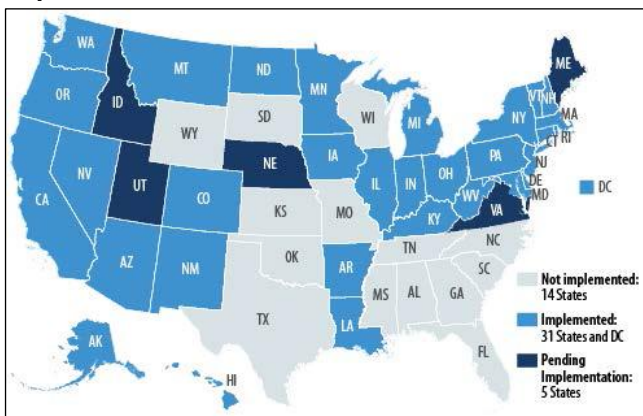 WA
MT
ND
MN
ME
VT
NH
OR
ID
SD
WI
MI
NY
MA
WY
CT
RI
NV
UT
NE
IA
PA
NJ
CA
CO
IL
IN
OH
DE
MD
DC
WV
VA
KS
MO
KY
AZ
NM
OK
AR
TN
NC
SC
MS
AL
GA
TX
LA
FL
AK
HI
Not implemented:
14 States
Implemented:
31 States and DC
Pending
Implementation:
5 States